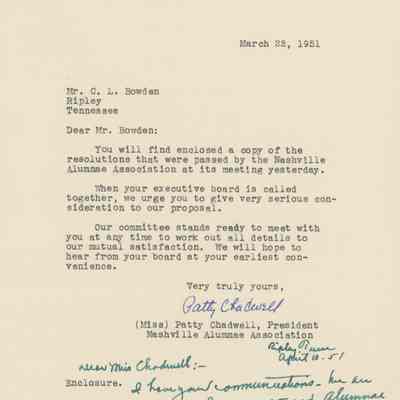 March 28, 1951
Mr. C. L. Bowden
Ripley
Tennessee
Dear Mr. Bowden:
You will find enclosed a copy of the
resolutions that were passed by the Nashville
Alumnae Association at its meeting yesterday.
When your executive board is called
together, we urge you to give very serious con-
sideration to our proposal.
Our committee stands ready to meet with
you at any time to work out all details to
our mutual satisfaction. We will hope to
hear from your board at your earliest con-
venience.
Very truly yours,
Patty Chadwell
(Miss) Patty Chadwell, President
Nashville Alumnae Association
Ripley Tenn
April 10-51
Dear Miss Chadwell:-
Enclosure.
I have your communications.
Alumnae